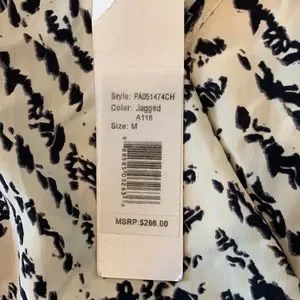 Style: PA051474CH
Color: Jagged
A116
Size: M
MSRP:$286.00